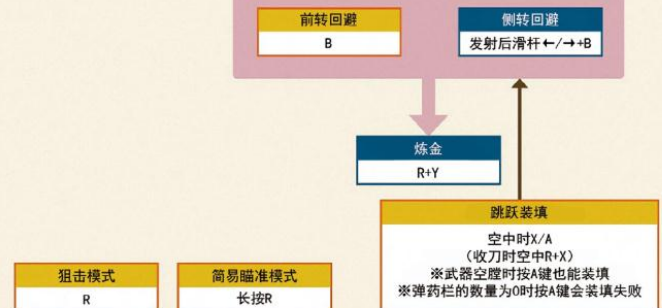 前转回避
B
侧转回避
发射后滑杆←/→+B
炼金
R+Y
跳跃装填
空中时X/A
（收刀时空中R+X）
※武器空膛时按A键也能装填
※弹药栏的数量为0时按A键会装填失败
狙击模式
R
简易瞄准模式
长按R